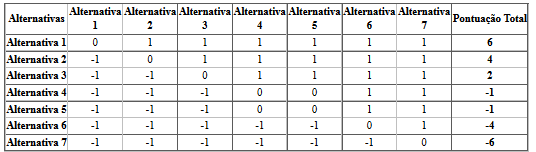 Alternativas Alternativa 1 Alternativa 2 Alternativa 3 Alternativa 4 Alternativa 5 Alternativa 6 Alternativa 7 Pontuação Total
Alternativa 1 0 1 1 1 1 1 1 6
Alternativa 2 -1 0 1 1 1 1 1 4
Alternativa 3 -1 -1 0 1 1 1 1 2
Alternativa 4 -1 -1 -1 0 0 1 1 -1
Alternativa 5 -1 -1 -1 0 0 1 1 -1
Alternativa 6 -1 -1 -1 -1 -1 0 1 -4
Alternativa 7 -1 -1 -1 -1 -1 -1 0 -6